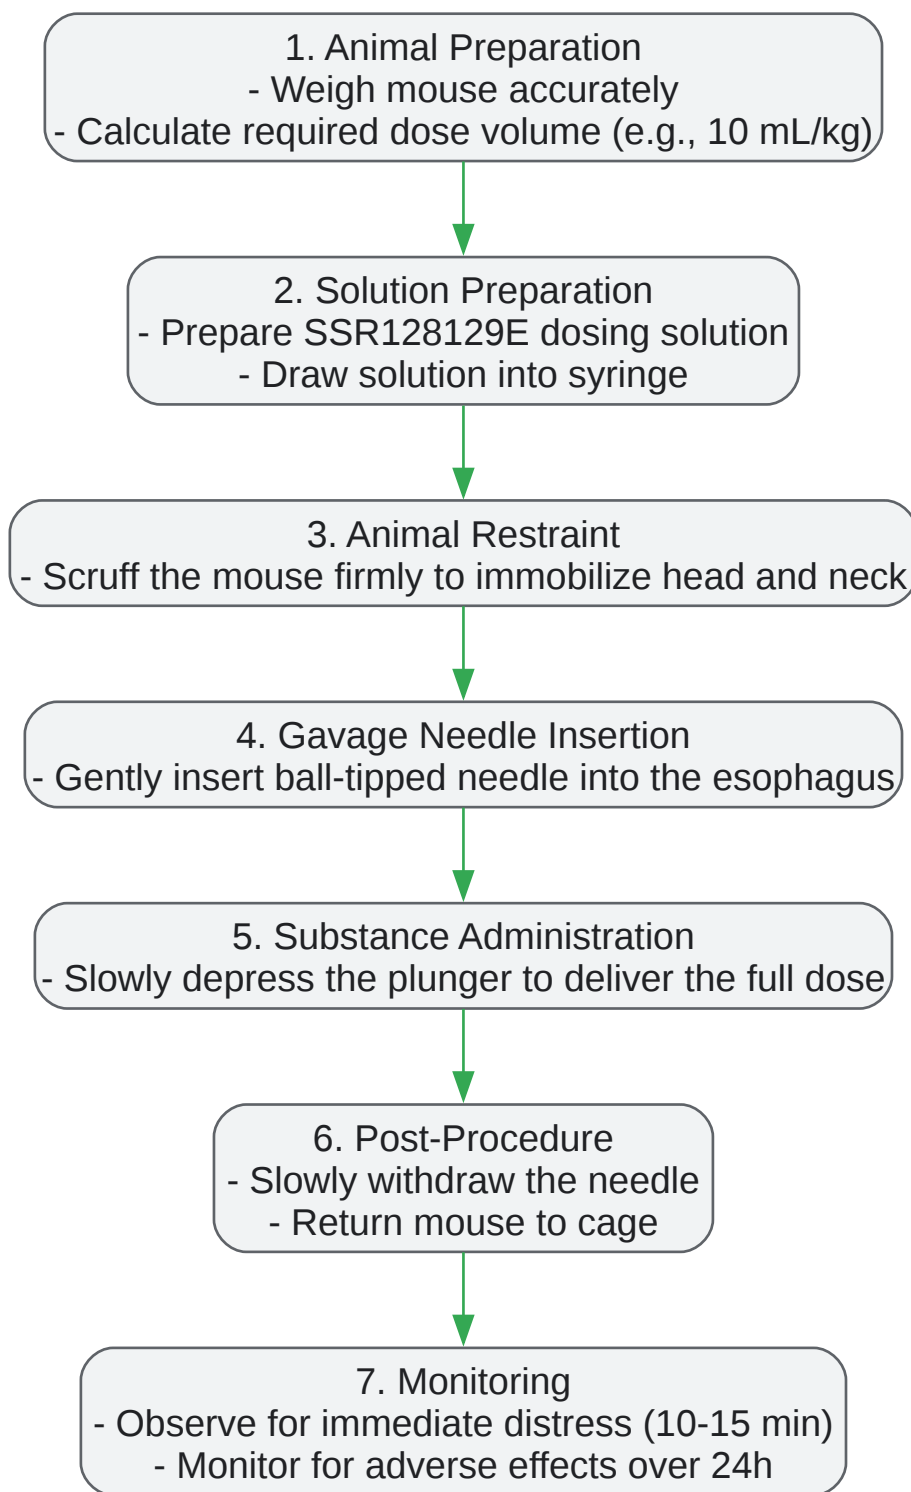 1. Animal Preparation
- Weigh mouse accurately
- Calculate required dose volume (e.g., 10 mL/kg)
2. Solution Preparation
- Prepare SSR128129E dosing solution
- Draw solution into syringe
3. Animal Restraint
- Scruff the mouse firmly to immobilize head and neck
4. Gavage Needle Insertion
- Gently insert ball-tipped needle into the esophagus
5. Substance Administration
- Slowly depress the plunger to deliver the full dose
6. Post-Procedure
- Slowly withdraw the needle
- Return mouse to cage
7. Monitoring
- Observe for immediate distress (10-15 min)
- Monitor for adverse effects over 24h